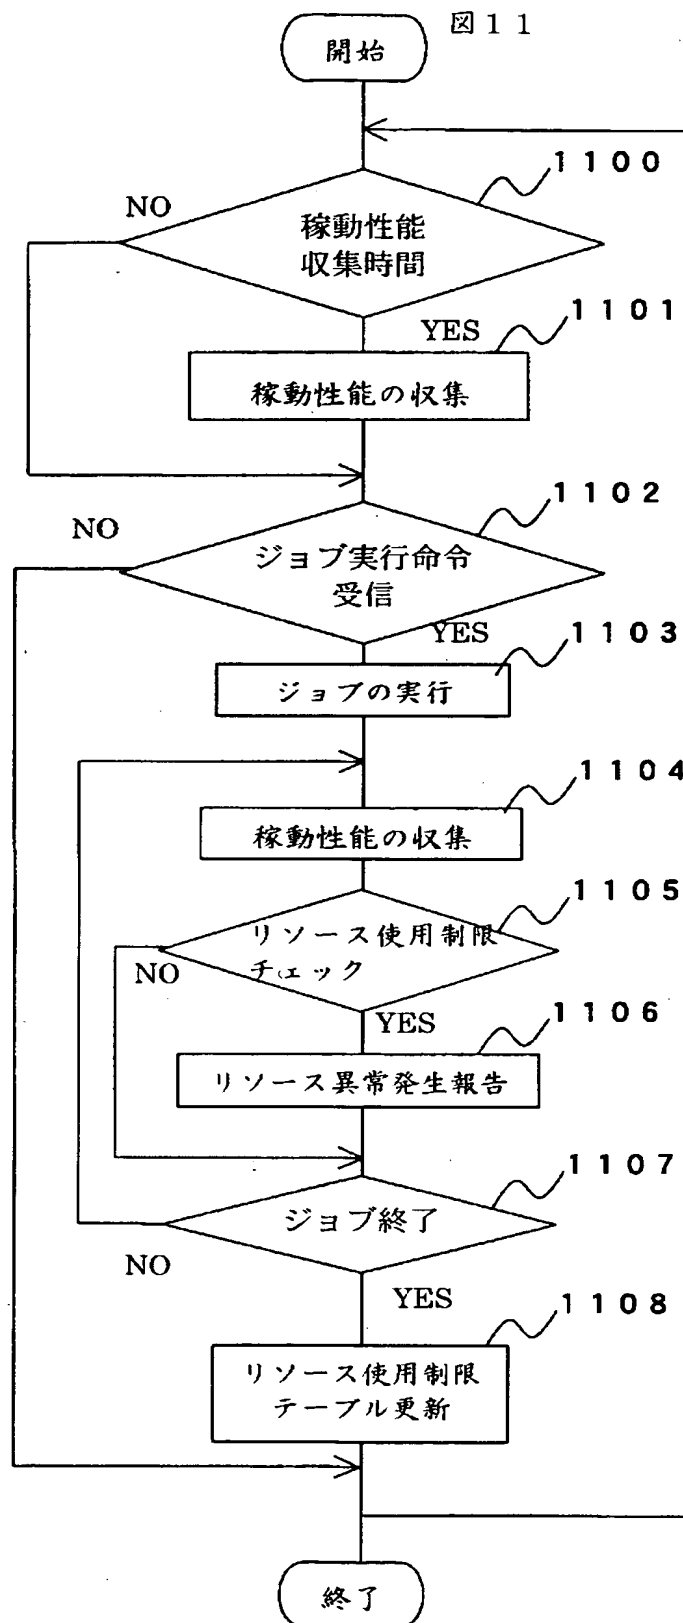 図11
開始
1100
NO
稼動性能
収集時間
YES
1101
稼動性能の収集
1102
NO
ジョブ実行命令
受信
YES
1103
ジョブの実行
1104
稼動性能の収集
1105
リソース使用制限
チェック
NO
YES
1106
リソース異常発生報告
1107
ジョブ終了
NO
YES
1108
リソース使用制限
テーブル更新
終了